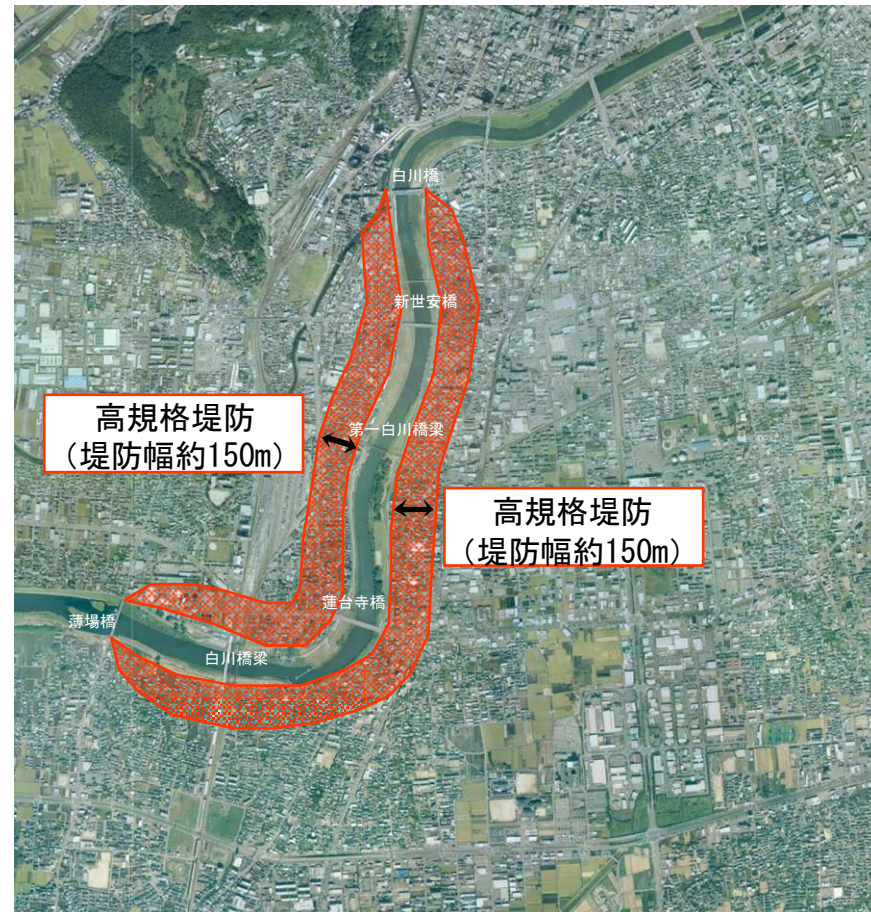 白川橋
新世安橋
高規格堤防
（堤防幅約150m）
第一白川橋梁
高規格堤防
（堤防幅約150m）
蓮台寺橋
薄場橋
白川橋梁